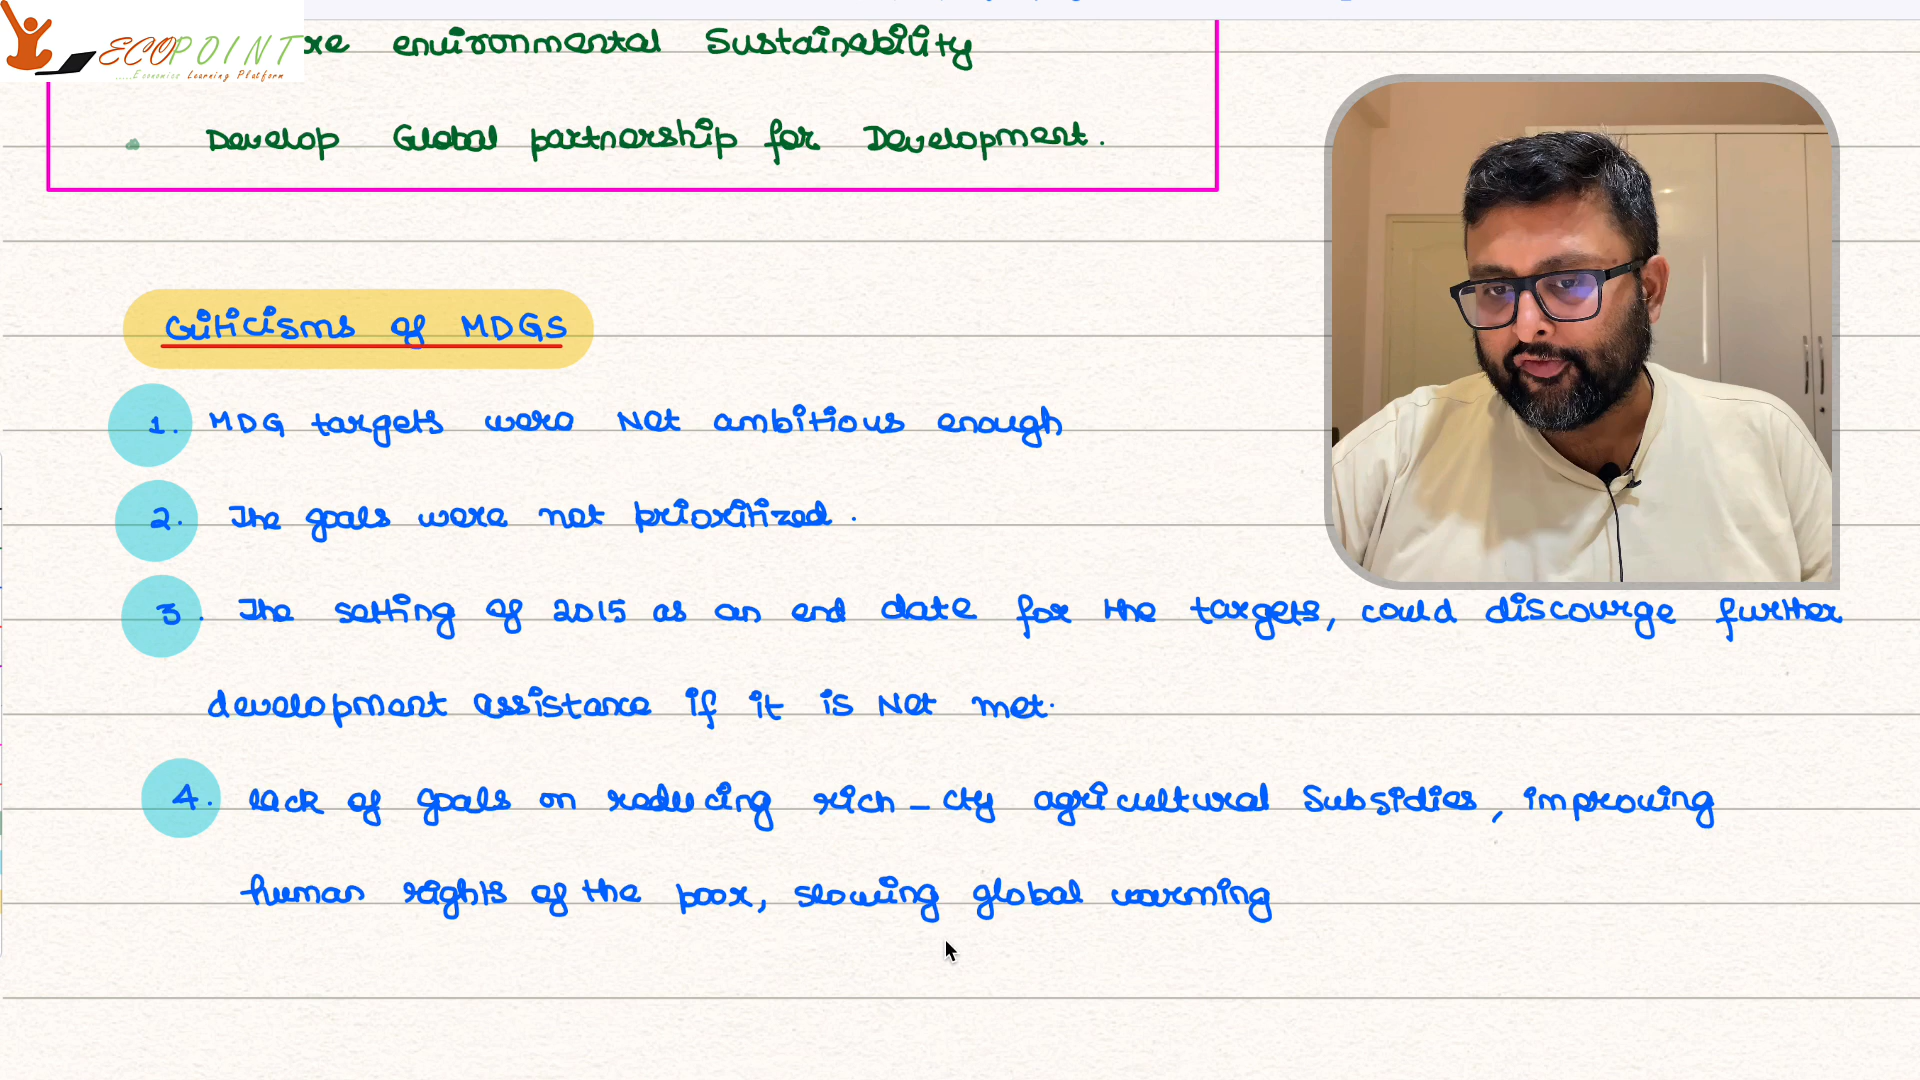 ECOPOINT
.....Economics Learning Platform
environmental Sustainability
Develop Global partnership for Development.
Criticisms of MDGs
1. MDG targets were Not ambitious enough
2. The goals were not prioritized.
3. The setting of 2015 as an end date for the targets, could discourge further
development assistance if it is Not met.
4. lack of goals on reducing rich-cty agricultural Subsidies, improving
human rights of the poor, slowing global warming